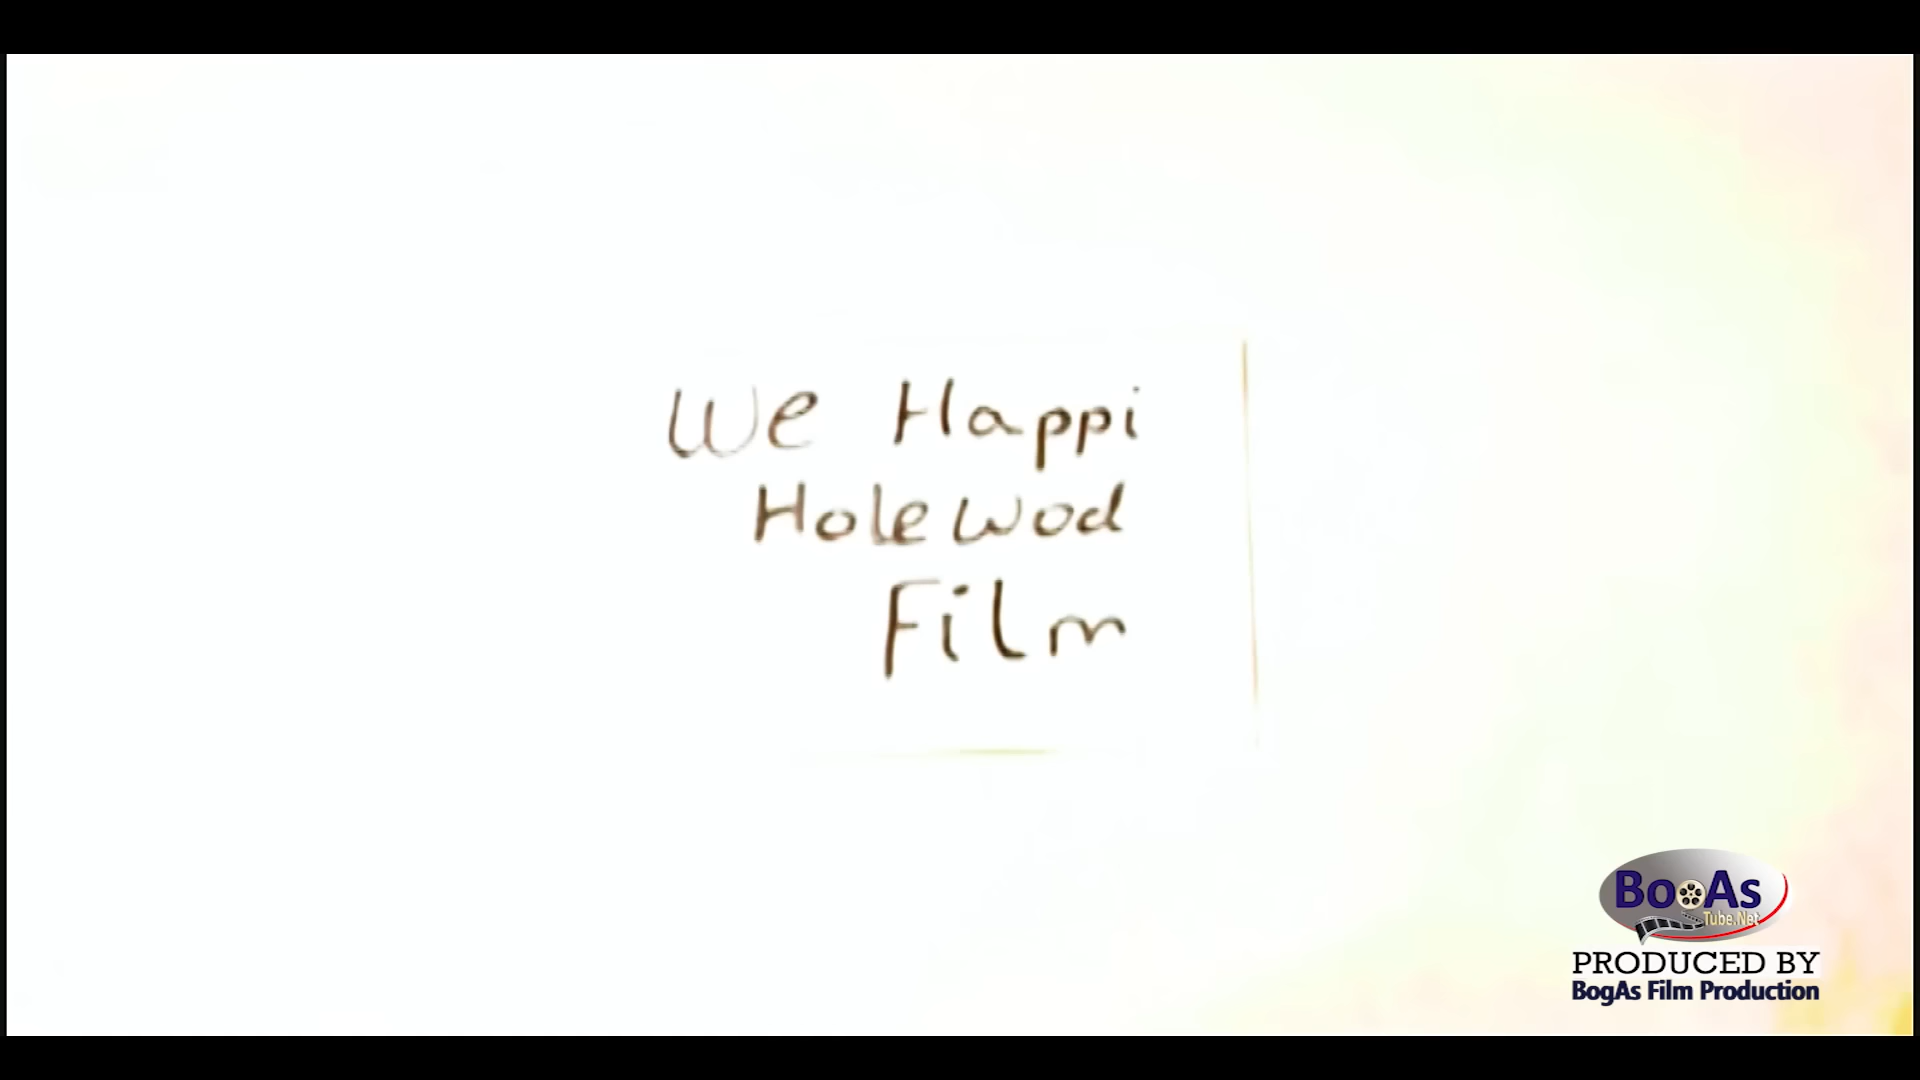 We Happi
Holewod
Film
BogAs
Tube.Net
PRODUCED BY
BogAs Film Production